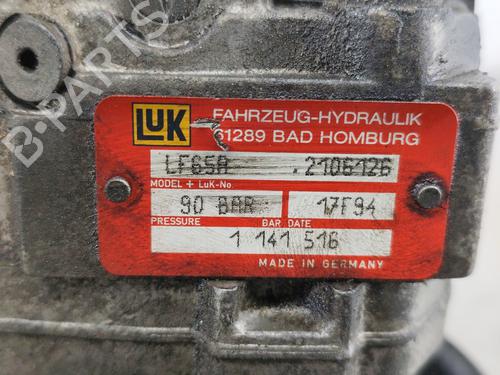 LUK
FAHRZEUG-HYDRAULIK
61289 BAD HOMBURG
LF65A .2106126
MODEL + LuK-No.
90 BAR 17F94
PRESSURE BAR DATE
1 141 516
MADE IN GERMANY
B-PARTS